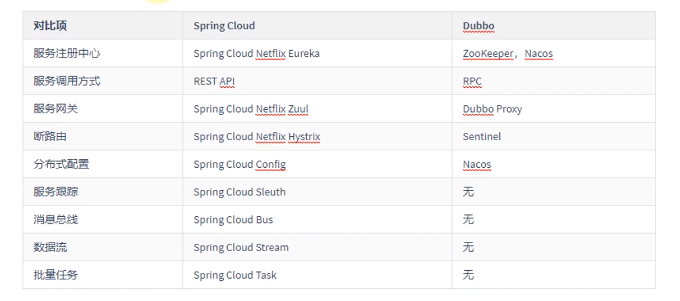 对比项 Spring Cloud Dubbo
服务注册中心 Spring Cloud Netflix Eureka ZooKeeper，Nacos
服务调用方式 REST API RPC
服务网关 Spring Cloud Netflix Zuul Dubbo Proxy
断路由 Spring Cloud Netflix Hystrix Sentinel
分布式配置 Spring Cloud Config Nacos
服务跟踪 Spring Cloud Sleuth 无
消息总线 Spring Cloud Bus 无
数据流 Spring Cloud Stream 无
批量任务 Spring Cloud Task 无